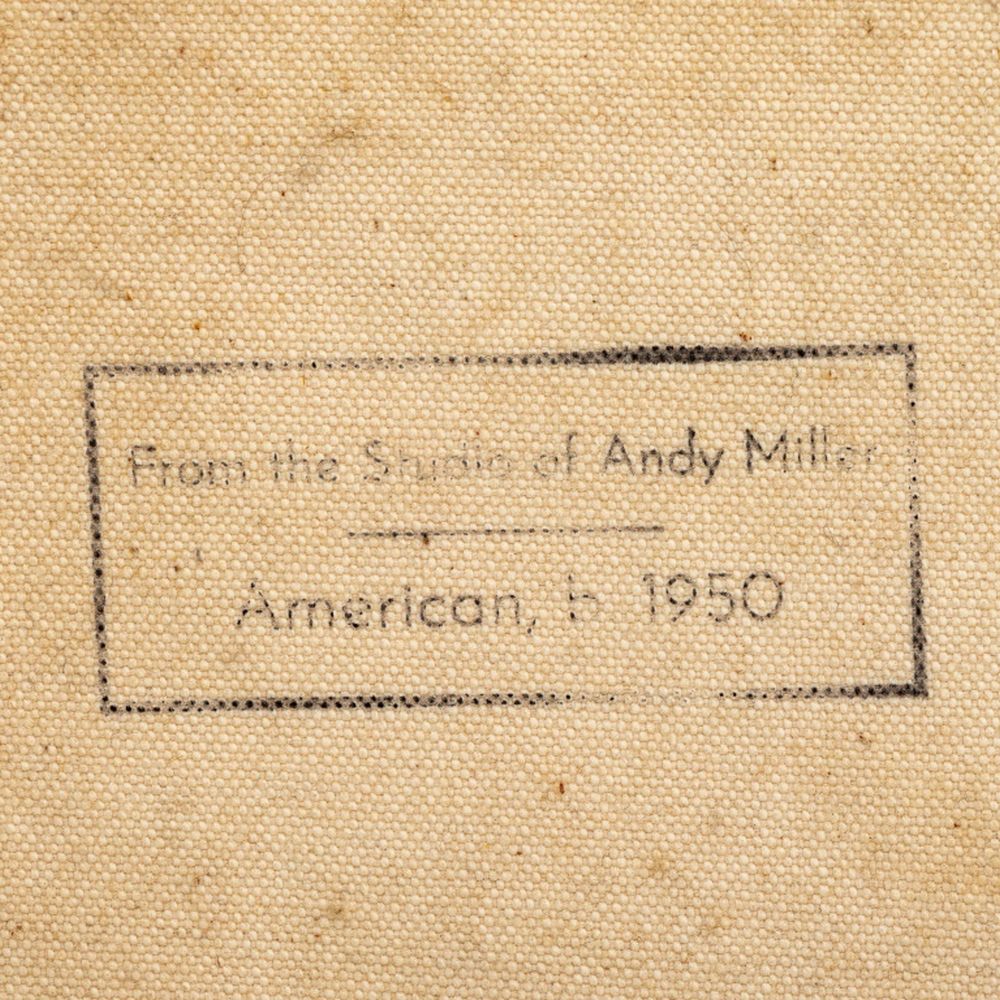 From the Studio of Andy Miller
American, b. 1950